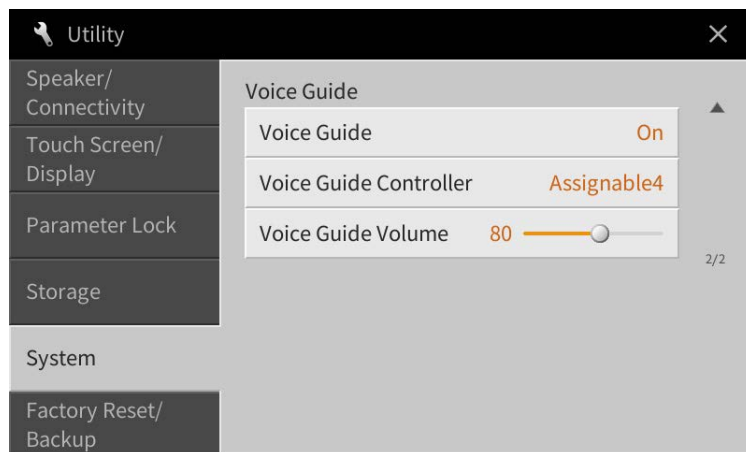 Utility
Speaker/
Connectivity
Touch Screen/
Display
Parameter Lock
Storage
System
Factory Reset/
Backup
Voice Guide
Voice Guide On
Voice Guide Controller Assignable4
Voice Guide Volume 80
2/2